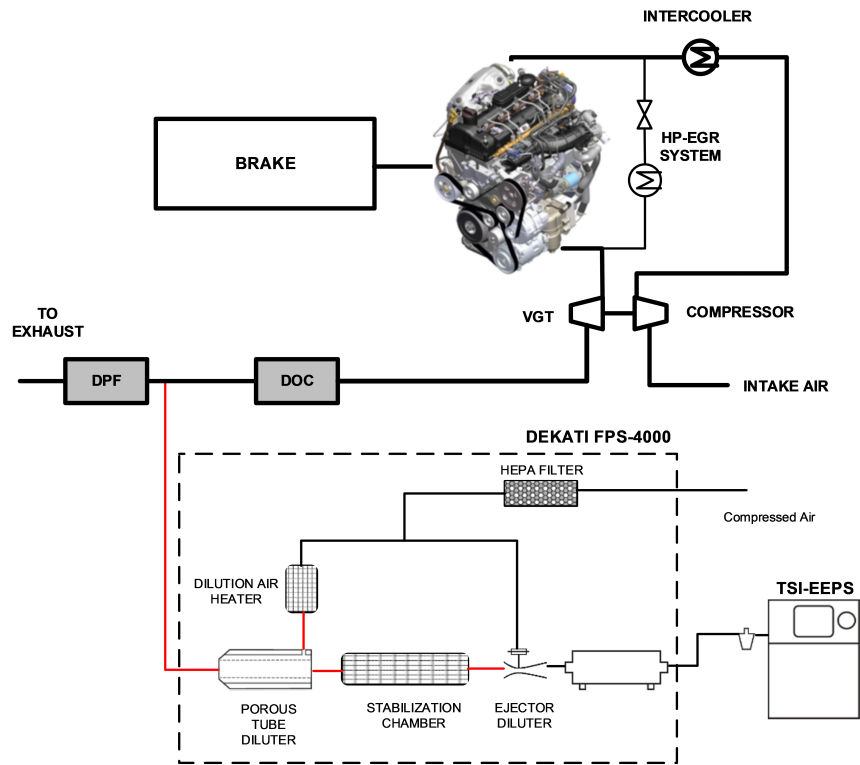 INTERCOOLER
HP-EGR
SYSTEM
BRAKE
TO
EXHAUST
VGT
COMPRESSOR
DPF
DOC
INTAKE AIR
DEKATI FPS-4000
HEPA FILTER
Compressed Air
DILUTION AIR
HEATER
TSI-EEPS
POROUS
TUBE
DILUTER
STABILIZATION
CHAMBER
EJECTOR
DILUTER